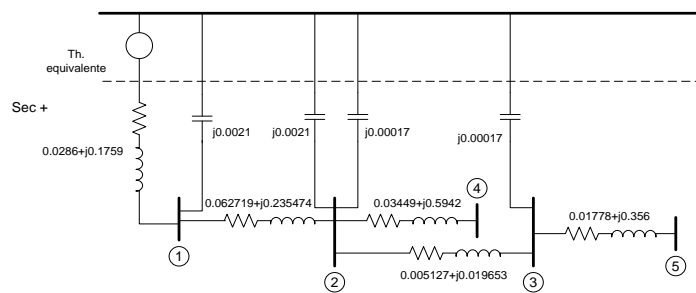 Th.
equivalente
Sec +
j0.0021
j0.0021
j0.00017
j0.00017
0.0286+j0.1759
0.062719+j0.235474
0.03449+j0.5942
4
0.01778+j0.356
0.005127+j0.019653
1
2
3
5